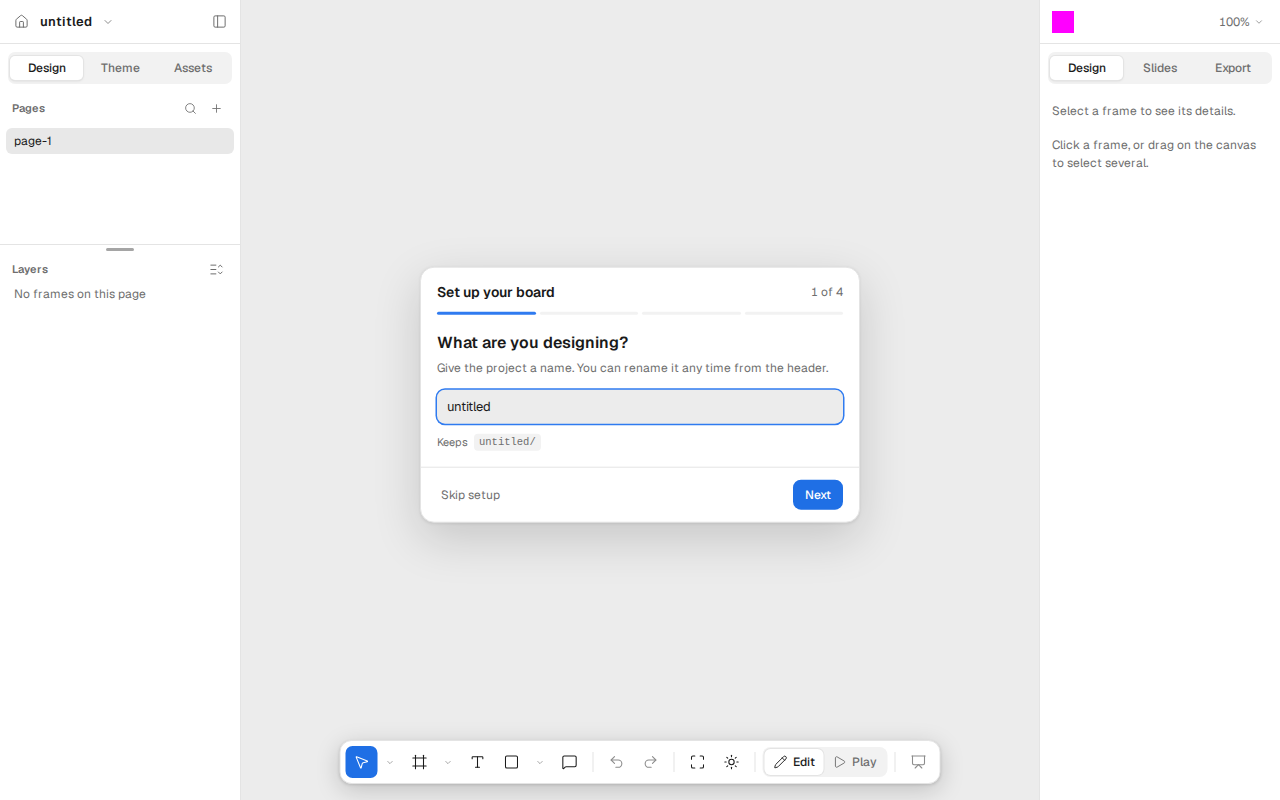 untitled
100%
Design Theme Assets
Design Slides Export
Pages
page-1
Select a frame to see its details.
Click a frame, or drag on the canvas
to select several.
Layers
No frames on this page
Set up your board
1 of 4
What are you designing?
Give the project a name. You can rename it any time from the header.
untitled
Keeps untitled/
Skip setup
Next
Edit
Play